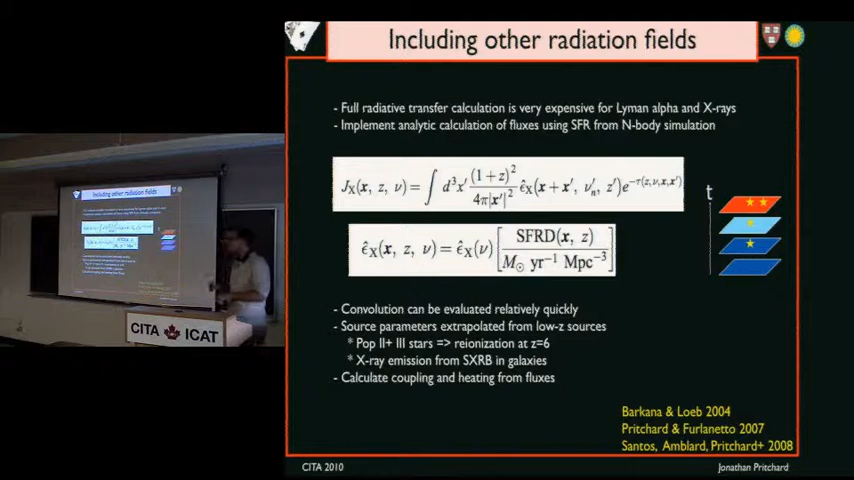 Including other radiation fields
- Full radiative transfer calculation is very expensive for Lyman alpha and X-rays
- Implement analytic calculation of fluxes using SFR from N-body simulation
J_X(x, z, ν) = ∫ d³x′ (1+z)² / 4π|x′|² ε̂_X(x + x′, ν′_n, z′)e^{−τ(z,ν,x,x′)}
ε̂_X(x, z, ν) = ε̂_X(ν) [ SFRD(x, z) / M_⊙ yr⁻¹ Mpc⁻³ ]
t
- Convolution can be evaluated relatively quickly
- Source parameters extrapolated from low-z sources
* Pop II+ III stars => reionization at z=6
* X-ray emission from SXRB in galaxies
- Calculate coupling and heating from fluxes
Barkana & Loeb 2004
Pritchard & Furlanetto 2007
Santos, Amblard, Pritchard+ 2008
CITA 2010
Jonathan Pritchard
Including other radiation fields
CITA ICAT